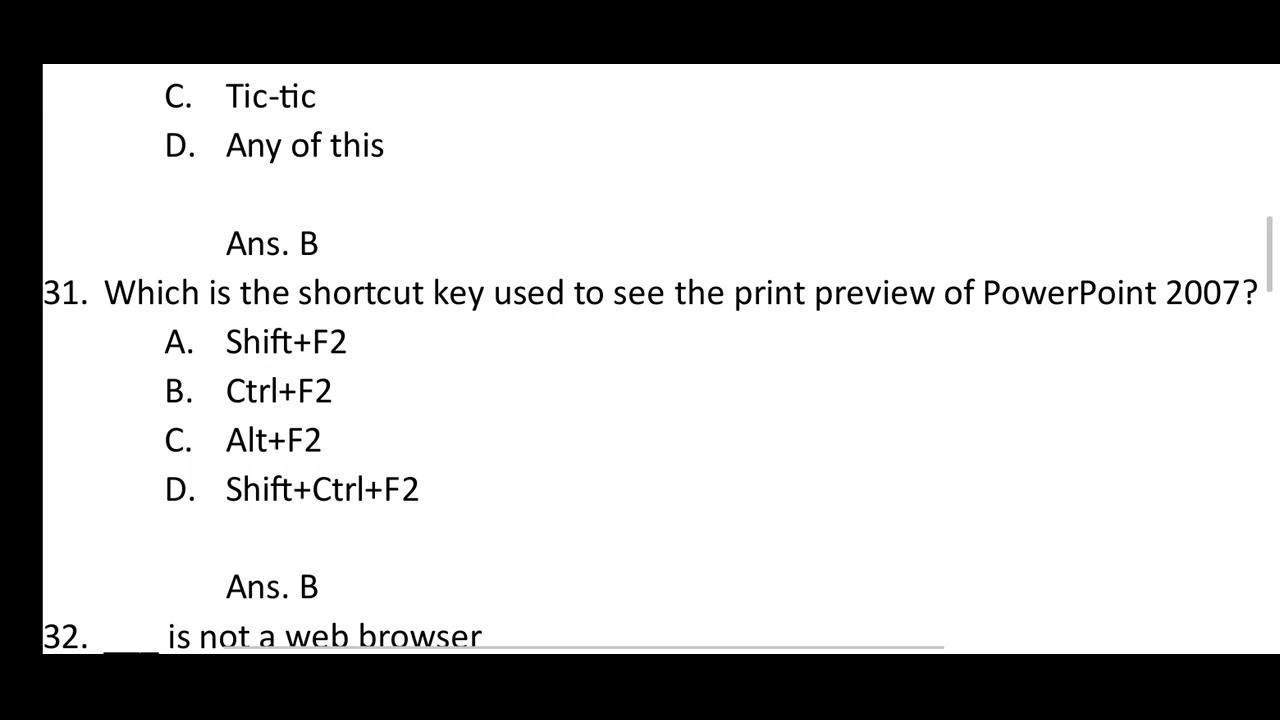 C. Tic-tic
D. Any of this
Ans. B
31. Which is the shortcut key used to see the print preview of PowerPoint 2007?
A. Shift+F2
B. Ctrl+F2
C. Alt+F2
D. Shift+Ctrl+F2
Ans. B
32. ___ is not a web browser